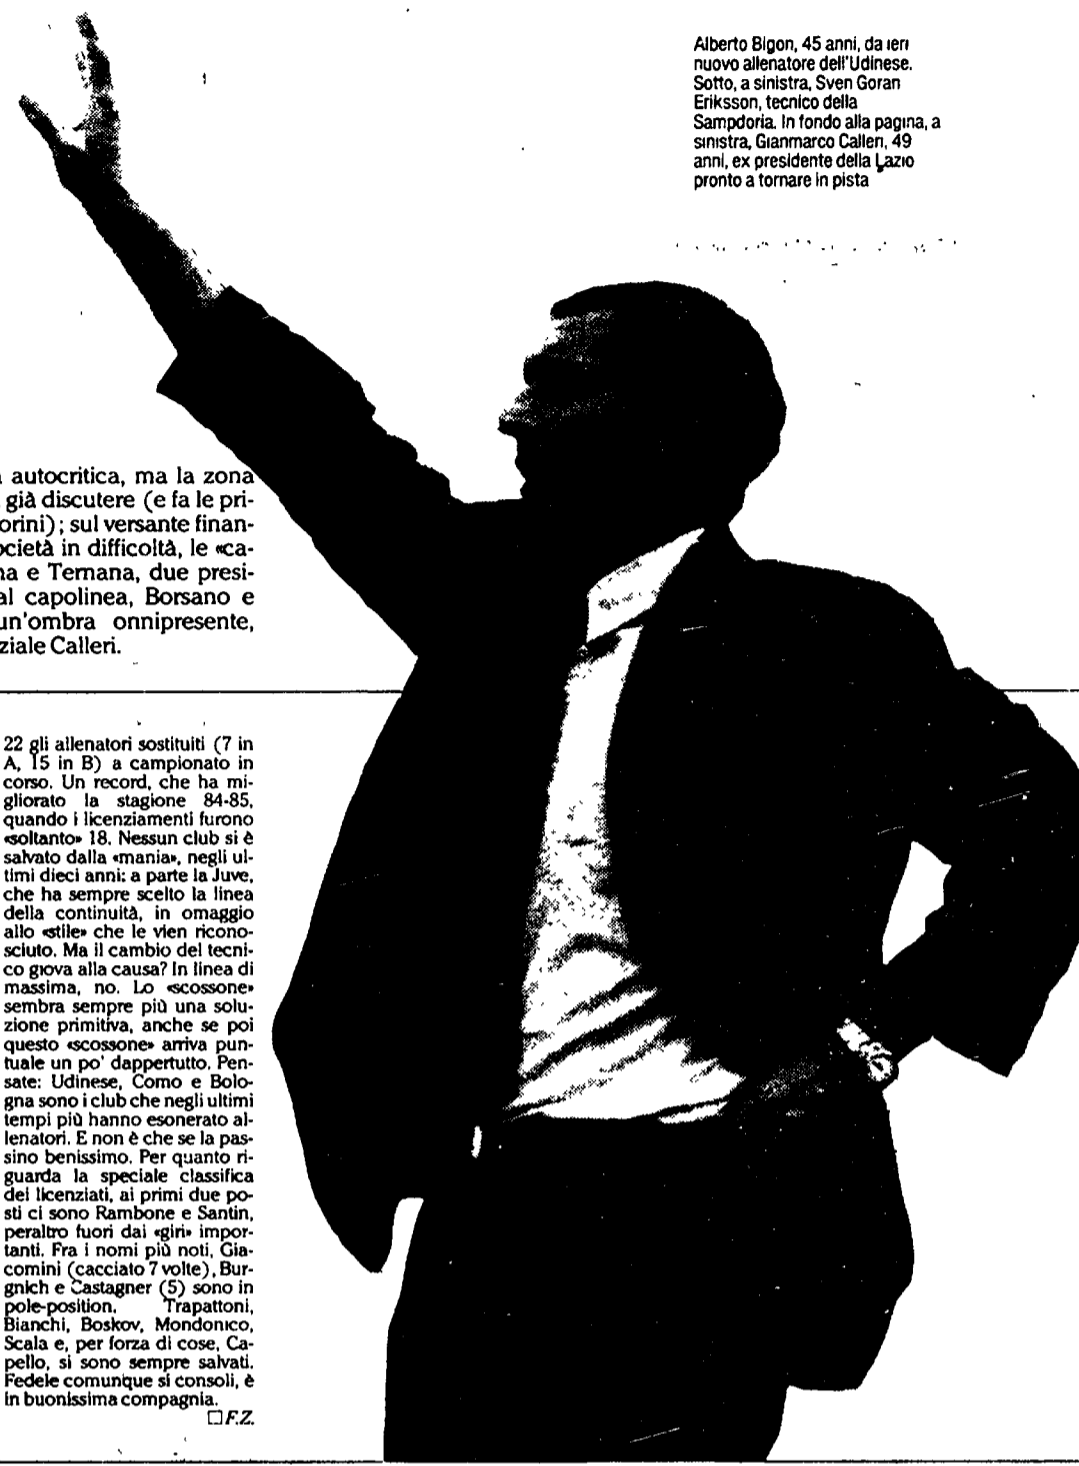 Alberto Bigon, 45 anni, da ieri
nuovo allenatore dell'Udinese.
Sotto, a sinistra, Sven Goran
Eriksson, tecnico della
Sampdoria. In fondo alla pagina, a
sinistra, Gianmarco Calleri, 49
anni, ex presidente della Lazio
pronto a tornare in pista
autocritica, ma la zona
già discutere (e fa le pri-
orini); sul versante finan-
ocietà in difficoltà, le «ca-
na e Ternana, due presi-
al capolinea, Borsano e
un'ombra onnipresente,
ziale Calleri.
22 gli allenatori sostituiti (7 in
A, 15 in B) a campionato in
corso. Un record, che ha mi-
gliorato la stagione 84-85,
quando i licenziamenti furono
«soltanto» 18. Nessun club si è
salvato dalla «mania», negli ul-
timi dieci anni: a parte la Juve,
che ha sempre scelto la linea
della continuità, in omaggio
allo «stile» che le vien ricono-
sciuto. Ma il cambio del tecni-
co giova alla causa? In linea di
massima, no. Lo «scossone»
sembra sempre più una solu-
zione primitiva, anche se poi
questo «scossone» arriva pun-
tuale un po' dappertutto. Pen-
sate: Udinese, Como e Bolo-
gna sono i club che negli ultimi
tempi più hanno esonerato al-
lenatori. E non è che se la pas-
sino benissimo. Per quanto ri-
guarda la speciale classifica
dei licenziati, ai primi due po-
sti ci sono Rambone e Santin,
peraltro fuori dai «giri» impor-
tanti. Fra i nomi più noti, Gia-
comini (cacciato 7 volte), Bur-
gnich e Castagner (5) sono in
pole-position. Trapattoni,
Bianchi, Boskov, Mondonico,
Scala e, per forza di cose, Ca-
pello, si sono sempre salvati.
Fedele comunque si consoli, è
in buonissima compagnia.
□ F.Z.